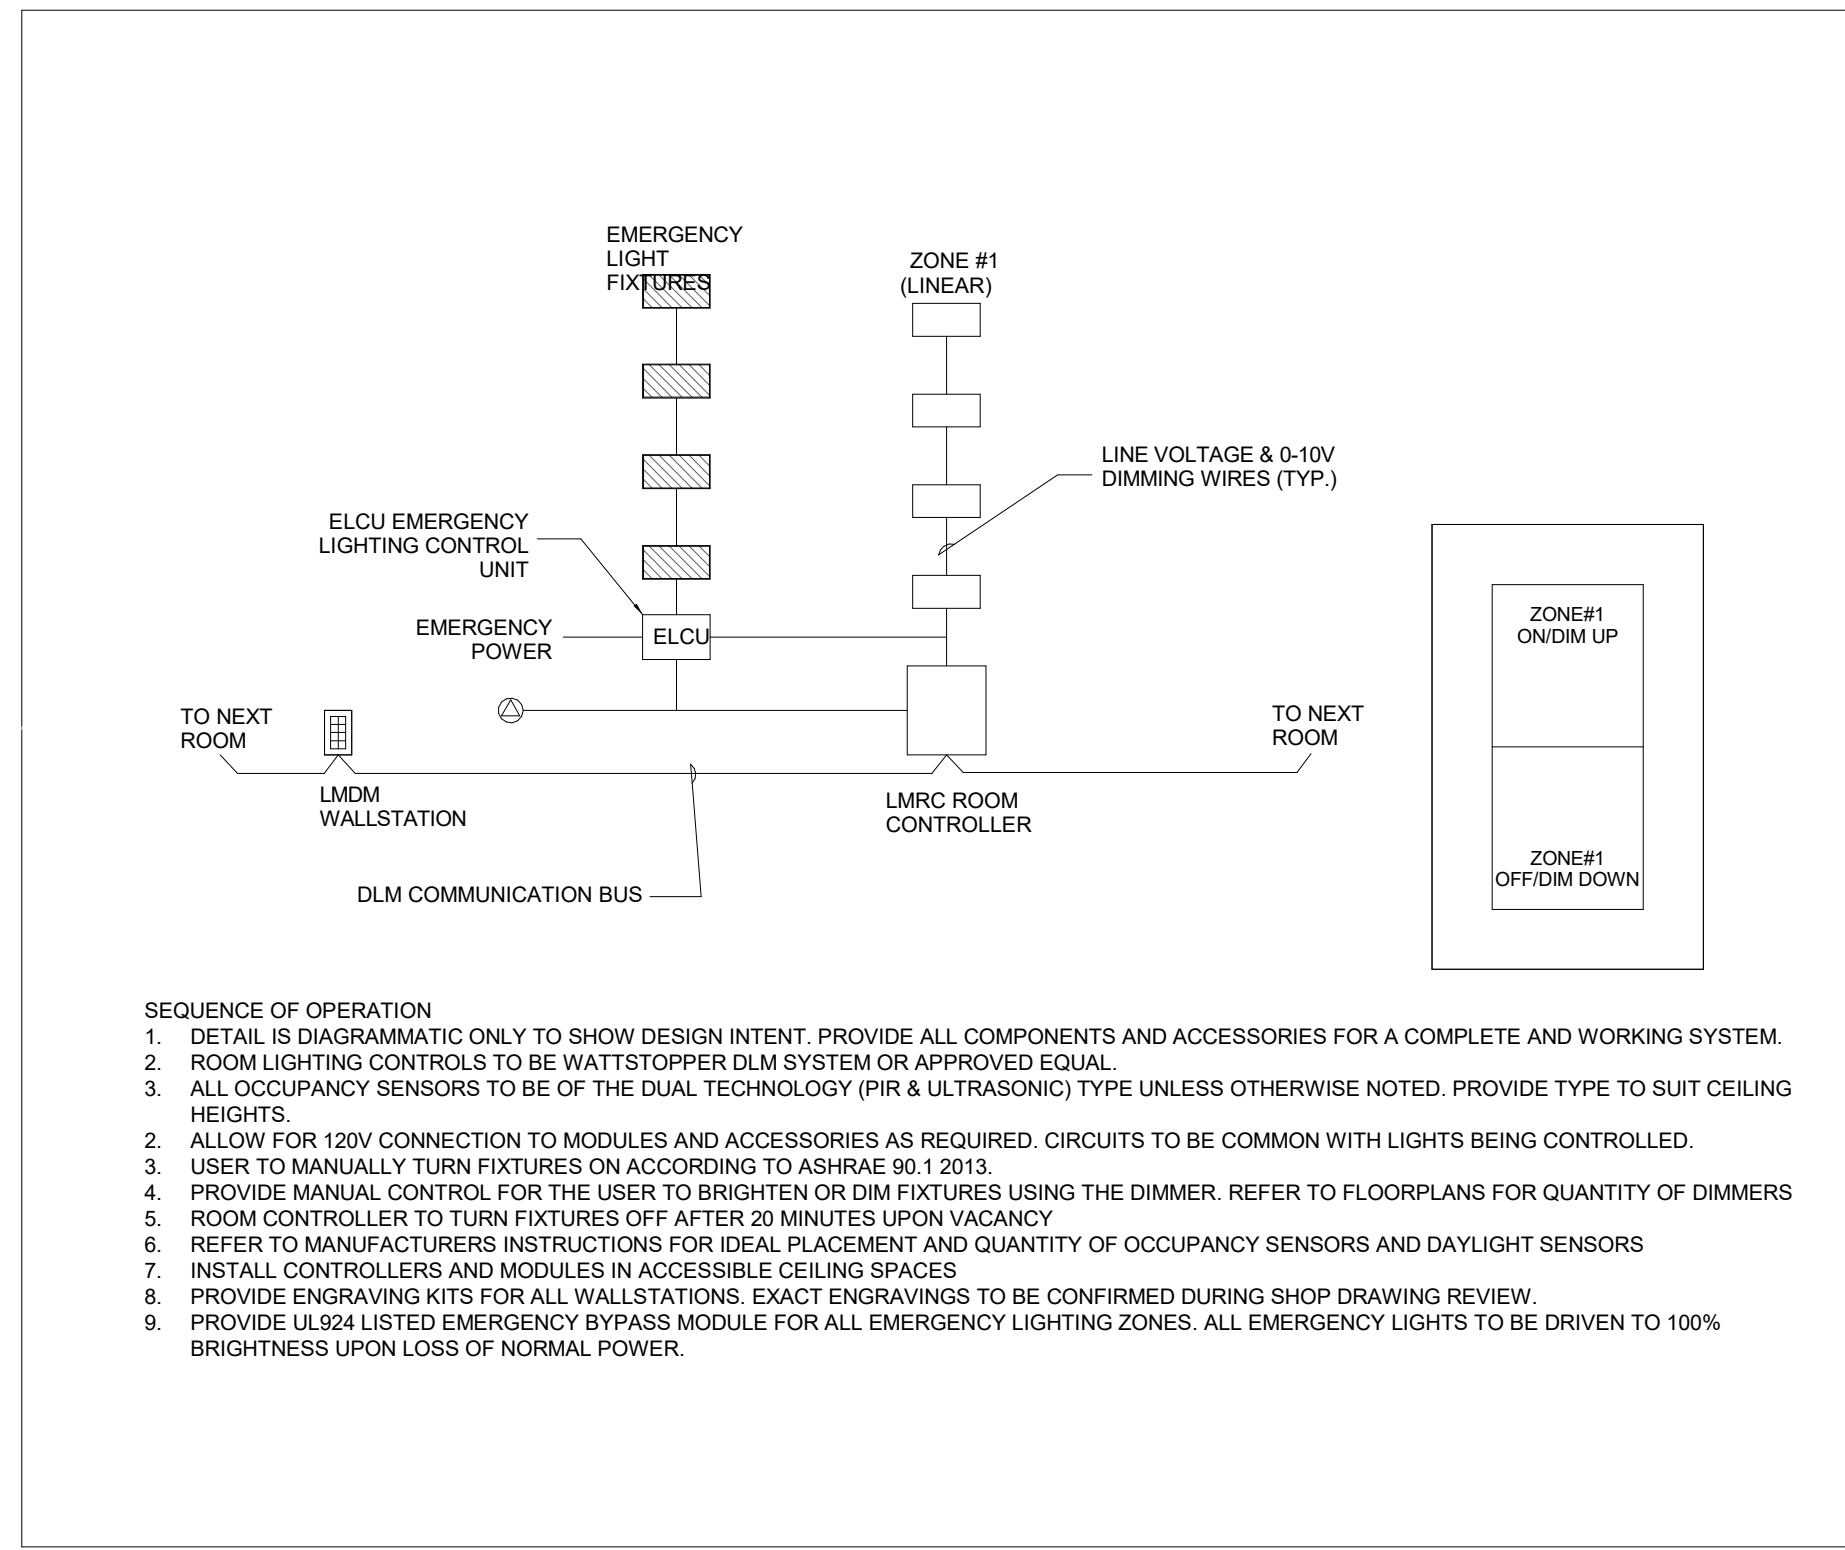 EMERGENCY
LIGHT
FIXTURES
ZONE #1
(LINEAR)
LINE VOLTAGE & 0-10V
DIMMING WIRES (TYP.)
ELCU EMERGENCY
LIGHTING CONTROL
UNIT
EMERGENCY
POWER
ELCU
TO NEXT
ROOM
TO NEXT
ROOM
LMDM
WALLSTATION
LMRC ROOM
CONTROLLER
DLM COMMUNICATION BUS
ZONE#1
ON/DIM UP
ZONE#1
OFF/DIM DOWN
SEQUENCE OF OPERATION
1. DETAIL IS DIAGRAMMATIC ONLY TO SHOW DESIGN INTENT. PROVIDE ALL COMPONENTS AND ACCESSORIES FOR A COMPLETE AND WORKING SYSTEM.
2. ROOM LIGHTING CONTROLS TO BE WATTSTOPPER DLM SYSTEM OR APPROVED EQUAL.
3. ALL OCCUPANCY SENSORS TO BE OF THE DUAL TECHNOLOGY (PIR & ULTRASONIC) TYPE UNLESS OTHERWISE NOTED. PROVIDE TYPE TO SUIT CEILING
HEIGHTS.
2. ALLOW FOR 120V CONNECTION TO MODULES AND ACCESSORIES AS REQUIRED. CIRCUITS TO BE COMMON WITH LIGHTS BEING CONTROLLED.
3. USER TO MANUALLY TURN FIXTURES ON ACCORDING TO ASHRAE 90.1 2013.
4. PROVIDE MANUAL CONTROL FOR THE USER TO BRIGHTEN OR DIM FIXTURES USING THE DIMMER. REFER TO FLOORPLANS FOR QUANTITY OF DIMMERS
5. ROOM CONTROLLER TO TURN FIXTURES OFF AFTER 20 MINUTES UPON VACANCY
6. REFER TO MANUFACTURERS INSTRUCTIONS FOR IDEAL PLACEMENT AND QUANTITY OF OCCUPANCY SENSORS AND DAYLIGHT SENSORS
7. INSTALL CONTROLLERS AND MODULES IN ACCESSIBLE CEILING SPACES
8. PROVIDE ENGRAVING KITS FOR ALL WALLSTATIONS. EXACT ENGRAVINGS TO BE CONFIRMED DURING SHOP DRAWING REVIEW.
9. PROVIDE UL924 LISTED EMERGENCY BYPASS MODULE FOR ALL EMERGENCY LIGHTING ZONES. ALL EMERGENCY LIGHTS TO BE DRIVEN TO 100%
BRIGHTNESS UPON LOSS OF NORMAL POWER.